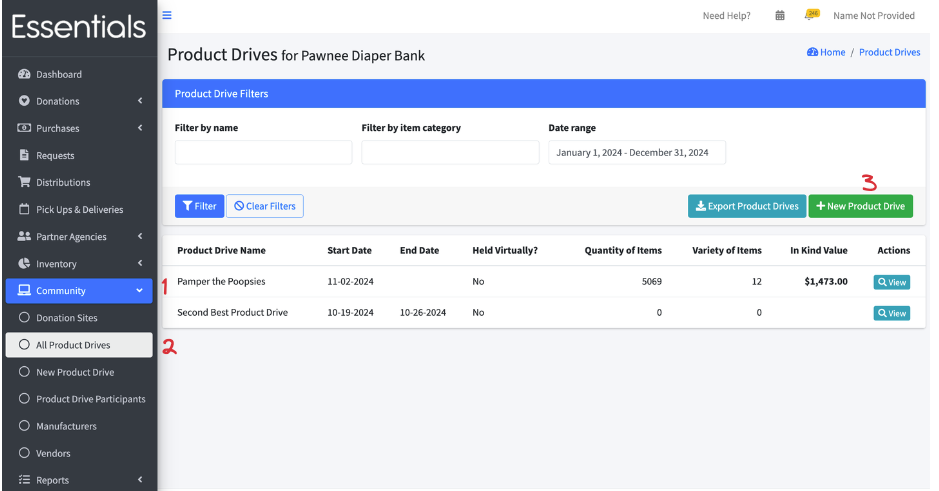 Essentials
Need Help?
246
Name Not Provided
Product Drives for Pawnee Diaper Bank
Home / Product Drives
Dashboard
Donations
Purchases
Requests
Distributions
Pick Ups & Deliveries
Partner Agencies
Inventory
Community
Donation Sites
All Product Drives
New Product Drive
Product Drive Participants
Manufacturers
Vendors
Reports
1
2
Product Drive Filters
Filter by name Filter by item category Date range
January 1, 2024 - December 31, 2024
3
Filter Clear Filters Export Product Drives New Product Drive
Product Drive Name Start Date End Date Held Virtually? Quantity of Items Variety of Items In Kind Value Actions
Pamper the Poopsies 11-02-2024 No 5069 12 $1,473.00 View
Second Best Product Drive 10-19-2024 10-26-2024 No 0 0 View